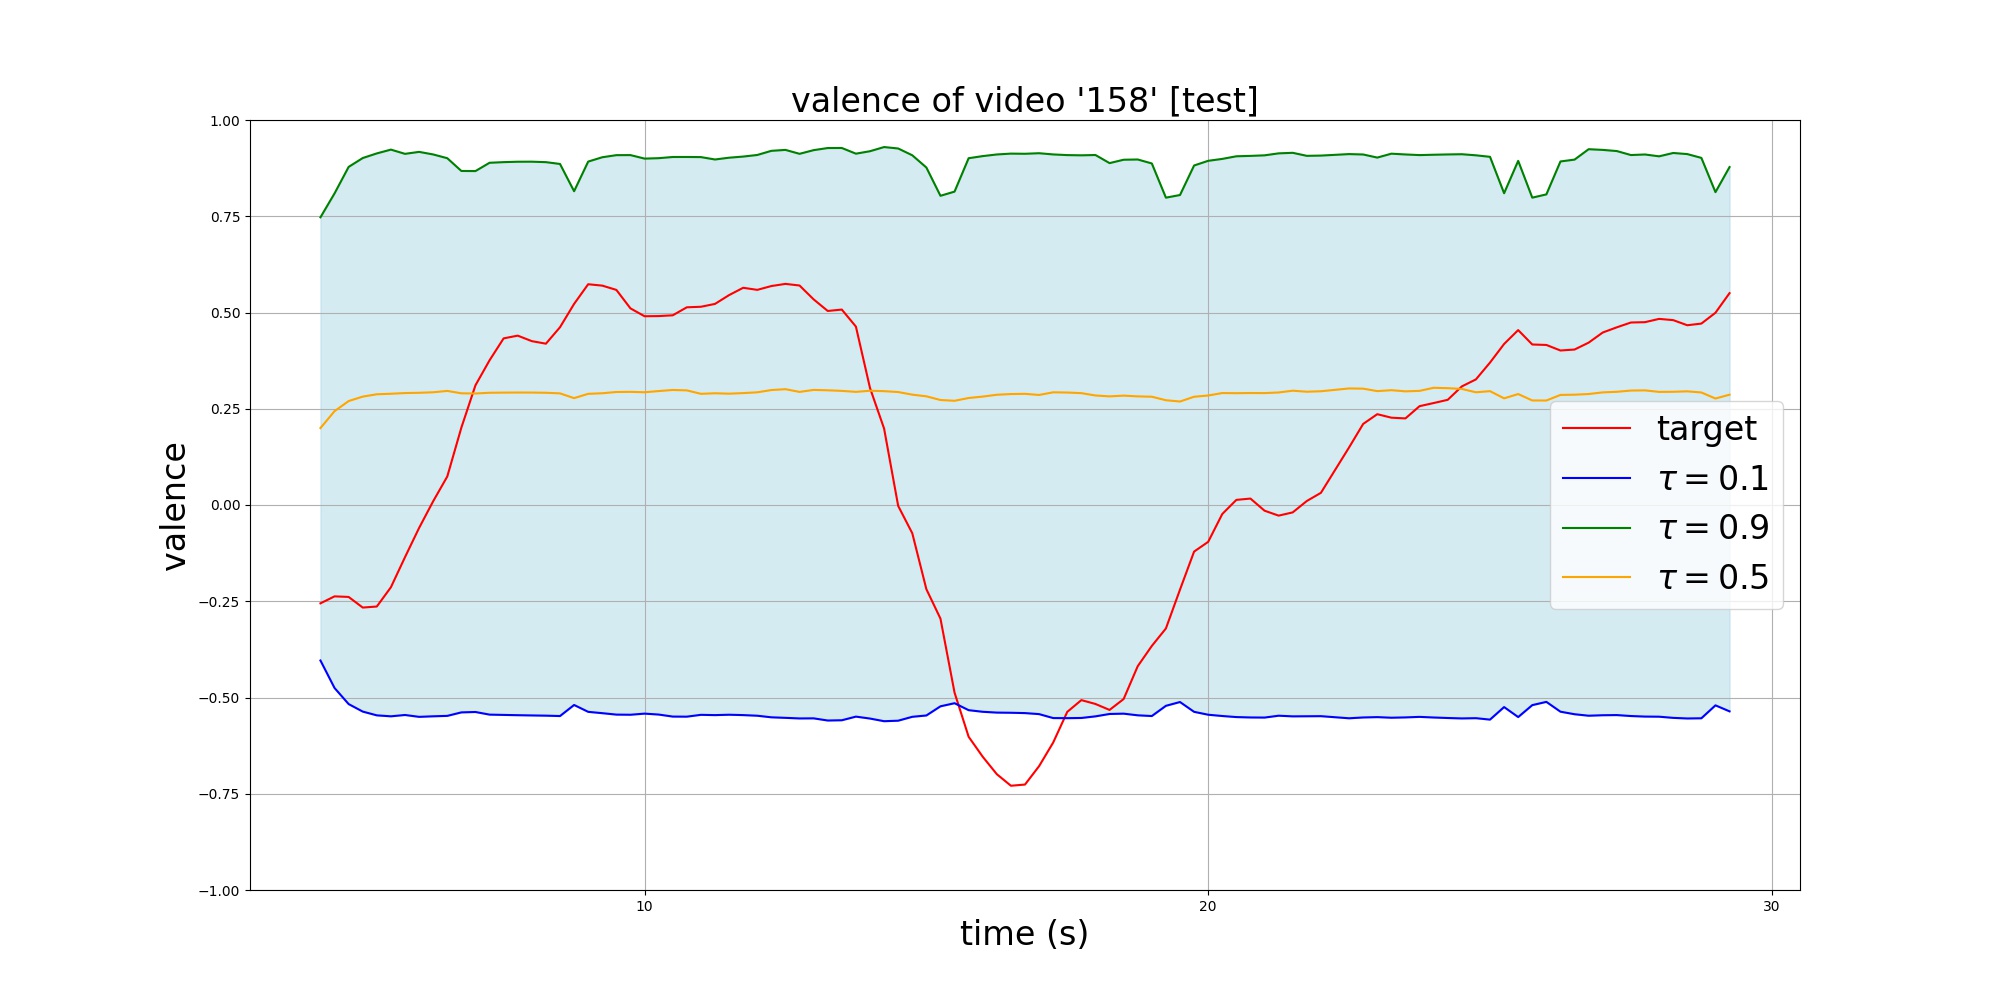 valence of video '158' [test]
1.00
0.75
0.50
0.25
0.00
−0.25
−0.50
−0.75
−1.00
valence
target
τ = 0.1
τ = 0.9
τ = 0.5
10
20
30
time (s)